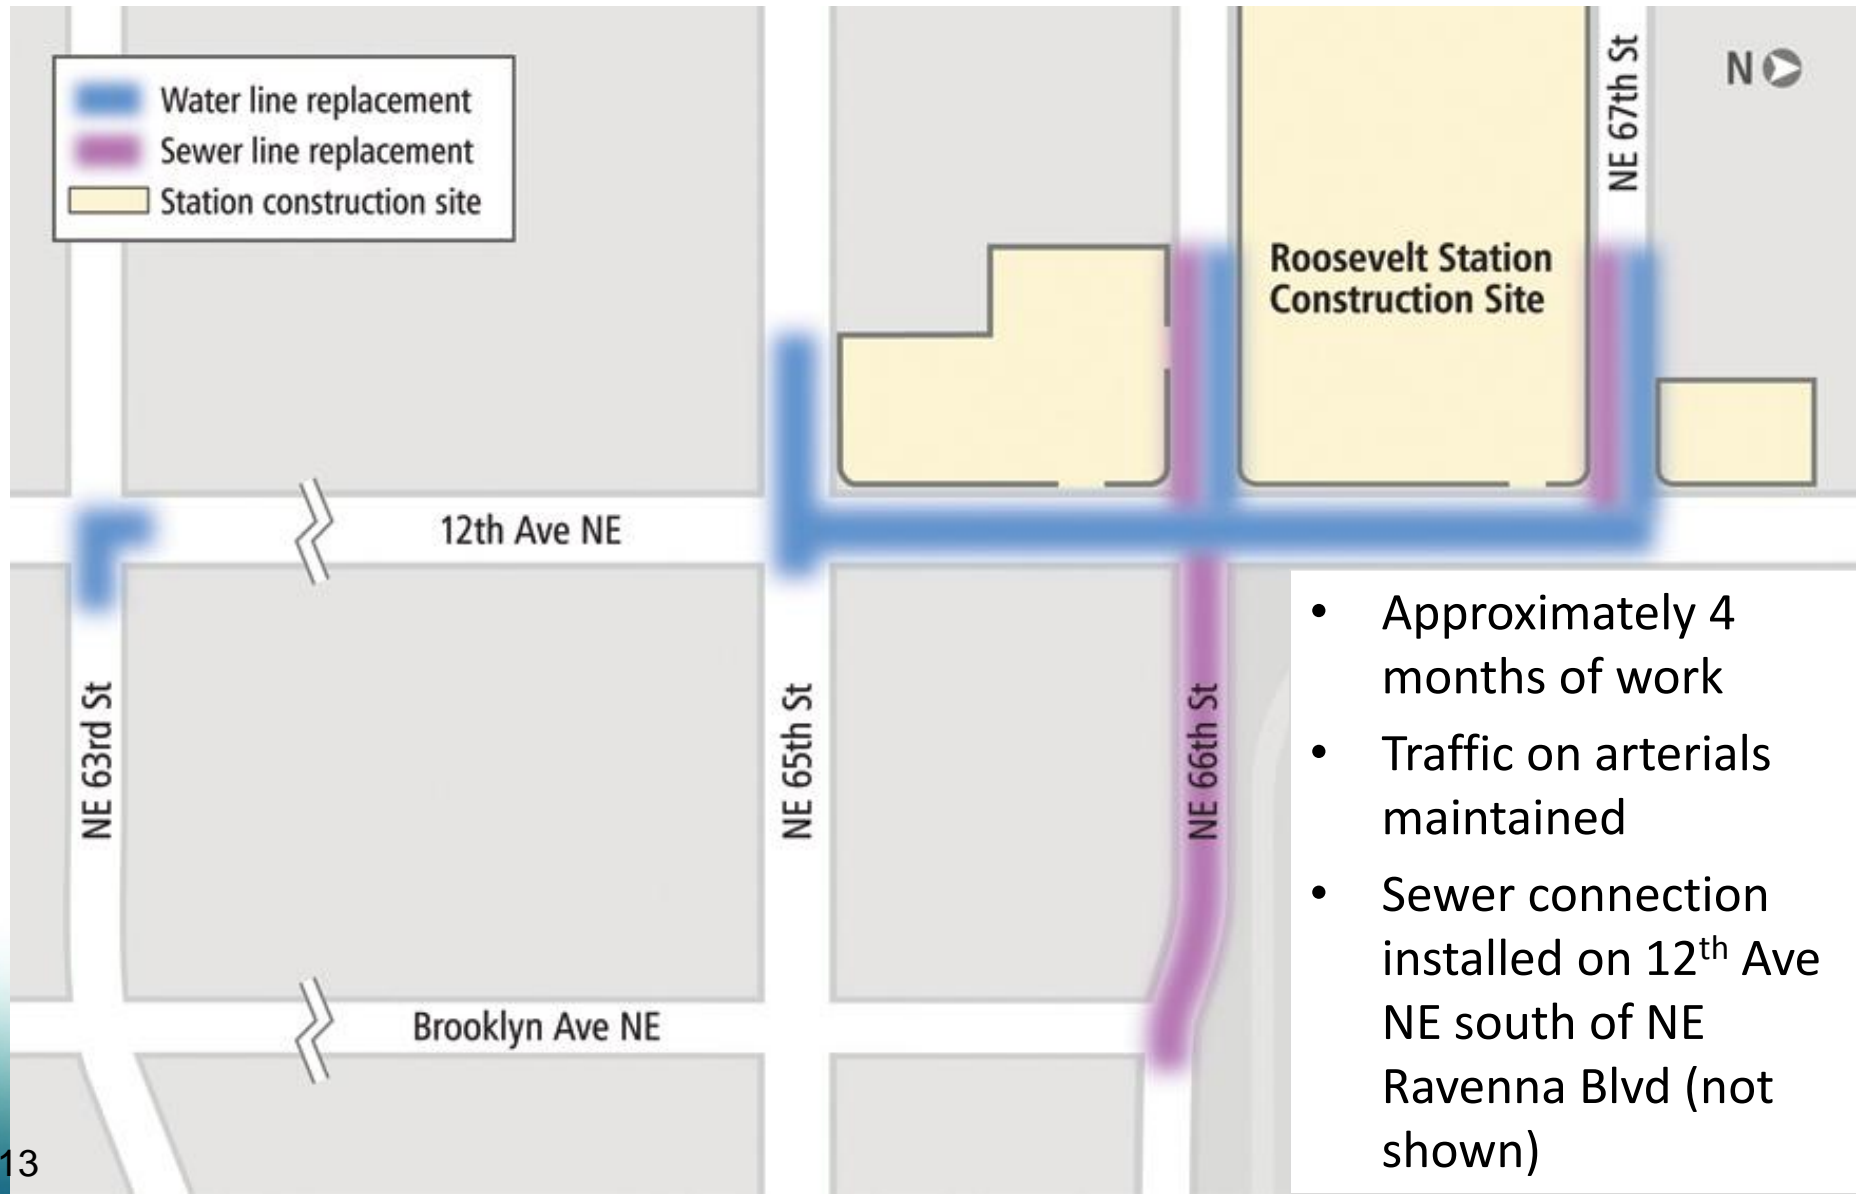 Water line replacement
Sewer line replacement
Station construction site
N
NE 67th St
Roosevelt Station
Construction Site
12th Ave NE
NE 63rd St
NE 65th St
NE 66th St
Brooklyn Ave NE
• Approximately 4
months of work
• Traffic on arterials
maintained
• Sewer connection
installed on 12th Ave
NE south of NE
Ravenna Blvd (not
shown)
13